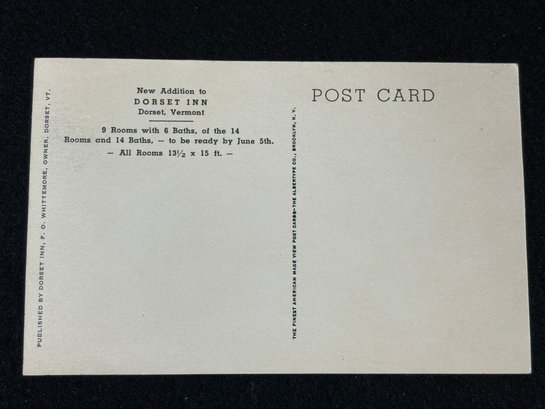 New Addition to
DORSET INN
Dorset, Vermont
9 Rooms with 6 Baths, of the 14
Rooms and 14 Baths, — to be ready by June 5th.
— All Rooms 13½ x 15 ft. —
POST CARD
PUBLISHED BY DORSET INN, F. O. WHITTEMORE, OWNER, DORSET, VT.
THE FINEST AMERICAN MADE VIEW POST CARDS—THE ALBERTYPE CO., BROOKLYN, N. Y.